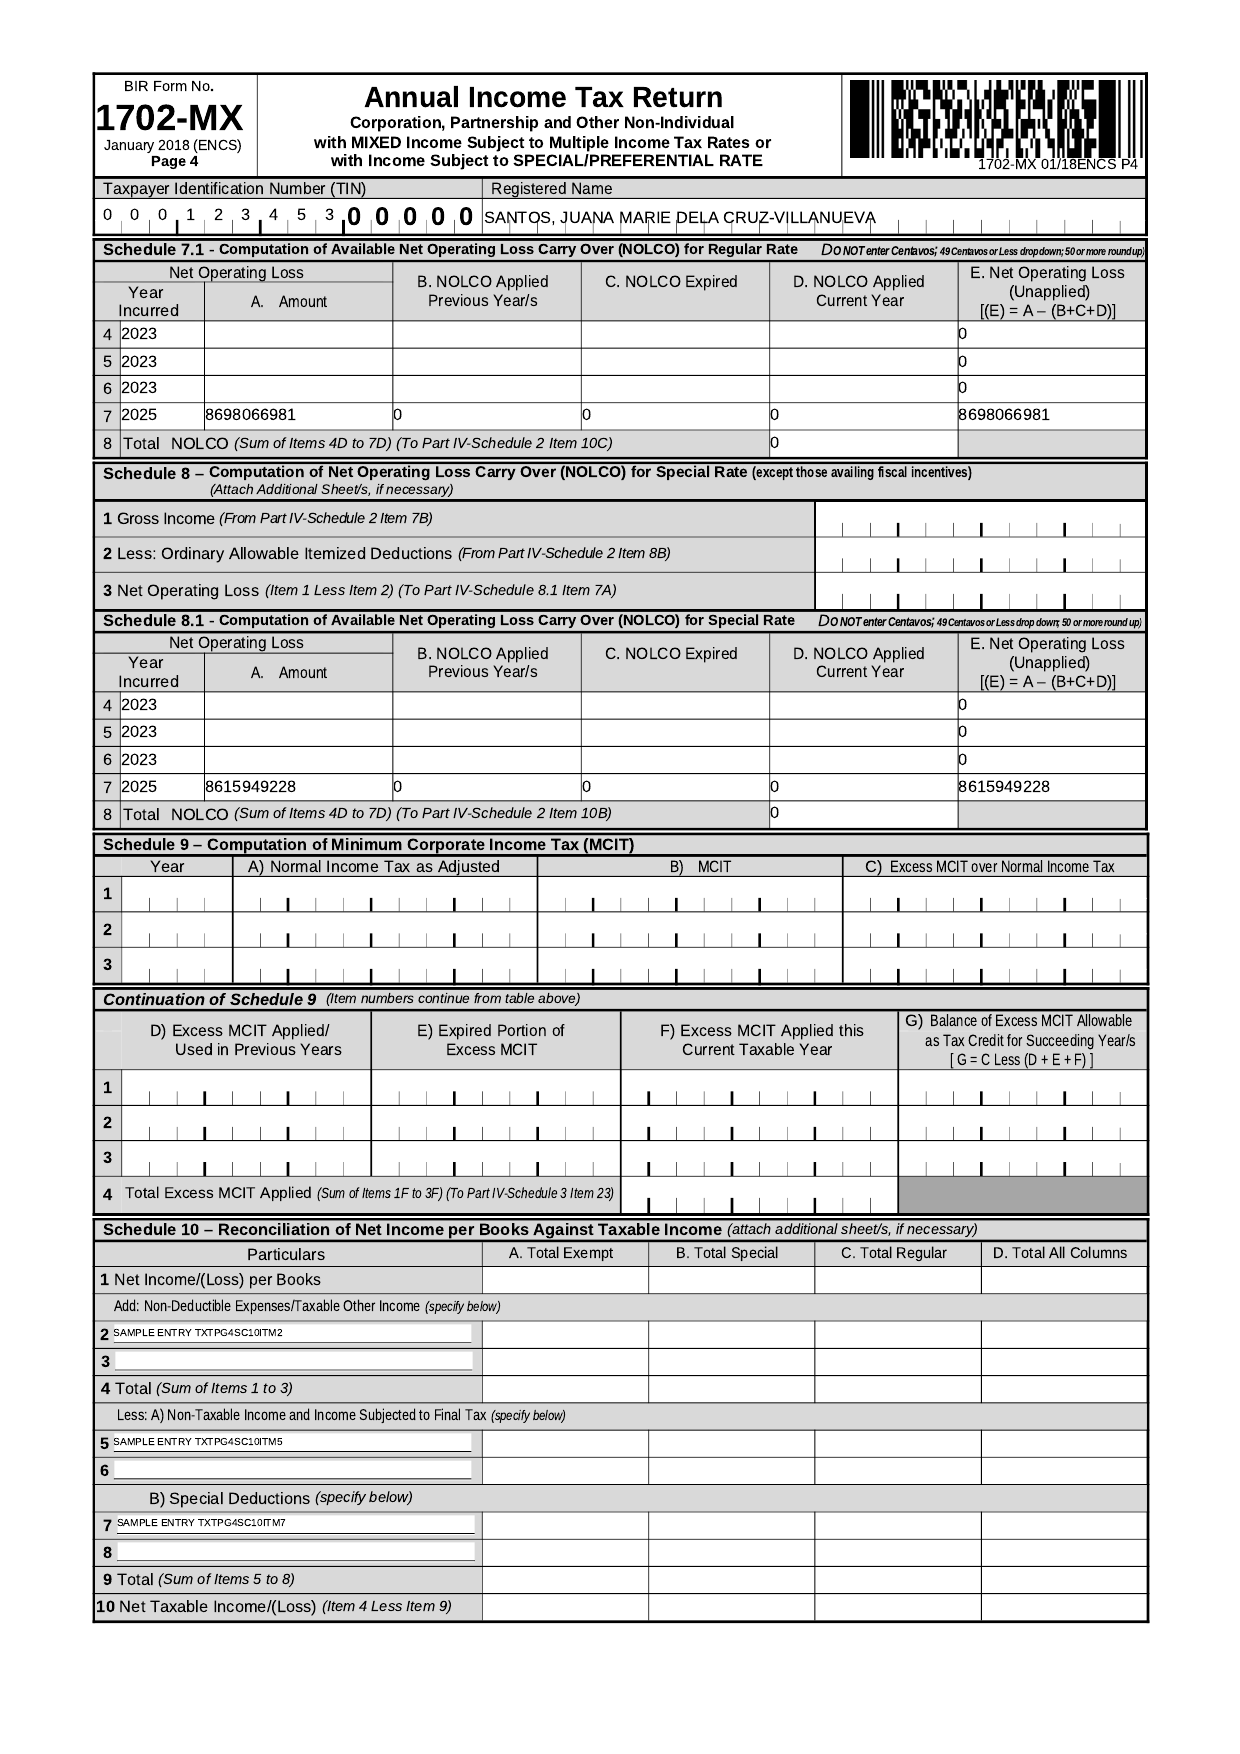 BIR Form No.
1702-MX
January 2018 (ENCS)
Page 4
Annual Income Tax Return
Corporation, Partnership and Other Non-Individual
with MIXED Income Subject to Multiple Income Tax Rates or
with Income Subject to SPECIAL/PREFERENTIAL RATE
1702-MX 01/18ENCS P4
Taxpayer Identification Number (TIN) Registered Name
0 0 0 1 2 3 4 5 3 0 0 0 0 0 SANTOS, JUANA MARIE DELA CRUZ-VILLANUEVA
Schedule 7.1 - Computation of Available Net Operating Loss Carry Over (NOLCO) for Regular Rate Do NOT enter Centavos; 49 Centavos or Less drop down; 50 or more round up)
Net Operating Loss
Year Incurred
A. Amount
B. NOLCO Applied Previous Year/s
C. NOLCO Expired
D. NOLCO Applied Current Year
E. Net Operating Loss (Unapplied) [(E) = A – (B+C+D)]
4 2023 0
5 2023 0
6 2023 0
7 2025 8698066981 0 0 0 8698066981
8 Total NOLCO (Sum of Items 4D to 7D) (To Part IV-Schedule 2 Item 10C) 0
Schedule 8 – Computation of Net Operating Loss Carry Over (NOLCO) for Special Rate (except those availing fiscal incentives)
(Attach Additional Sheet/s, if necessary)
1 Gross Income (From Part IV-Schedule 2 Item 7B)
2 Less: Ordinary Allowable Itemized Deductions (From Part IV-Schedule 2 Item 8B)
3 Net Operating Loss (Item 1 Less Item 2) (To Part IV-Schedule 8.1 Item 7A)
Schedule 8.1 - Computation of Available Net Operating Loss Carry Over (NOLCO) for Special Rate Do NOT enter Centavos; 49 Centavos or Less drop down; 50 or more round up)
Net Operating Loss
Year Incurred
A. Amount
B. NOLCO Applied Previous Year/s
C. NOLCO Expired
D. NOLCO Applied Current Year
E. Net Operating Loss (Unapplied) [(E) = A – (B+C+D)]
4 2023 0
5 2023 0
6 2023 0
7 2025 8615949228 0 0 0 8615949228
8 Total NOLCO (Sum of Items 4D to 7D) (To Part IV-Schedule 2 Item 10B) 0
Schedule 9 – Computation of Minimum Corporate Income Tax (MCIT)
Year A) Normal Income Tax as Adjusted B) MCIT C) Excess MCIT over Normal Income Tax
1
2
3
Continuation of Schedule 9 (Item numbers continue from table above)
D) Excess MCIT Applied/ Used in Previous Years
E) Expired Portion of Excess MCIT
F) Excess MCIT Applied this Current Taxable Year
G) Balance of Excess MCIT Allowable as Tax Credit for Succeeding Year/s [ G = C Less (D + E + F) ]
1
2
3
4 Total Excess MCIT Applied (Sum of Items 1F to 3F) (To Part IV-Schedule 3 Item 23)
Schedule 10 – Reconciliation of Net Income per Books Against Taxable Income (attach additional sheet/s, if necessary)
Particulars A. Total Exempt B. Total Special C. Total Regular D. Total All Columns
1 Net Income/(Loss) per Books
Add: Non-Deductible Expenses/Taxable Other Income (specify below)
2 SAMPLE ENTRY TXTPG4SC10ITM2
3
4 Total (Sum of Items 1 to 3)
Less: A) Non-Taxable Income and Income Subjected to Final Tax (specify below)
5 SAMPLE ENTRY TXTPG4SC10ITM5
6
B) Special Deductions (specify below)
7 SAMPLE ENTRY TXTPG4SC10ITM7
8
9 Total (Sum of Items 5 to 8)
10 Net Taxable Income/(Loss) (Item 4 Less Item 9)